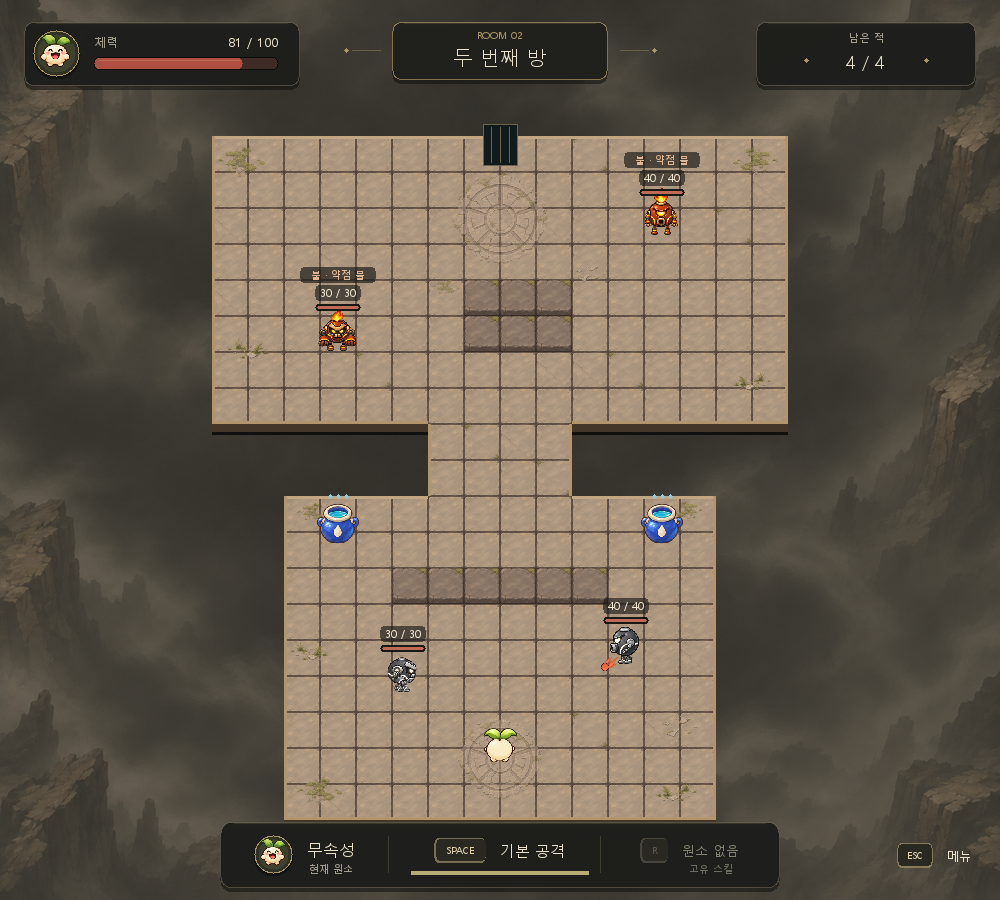 체력
81 / 100
ROOM 02
두 번째 방
남은 적
4 / 4
불 · 약점 물
40 / 40
불 · 약점 물
30 / 30
40 / 40
30 / 30
무속성
현재 원소
SPACE
기본 공격
R
원소 없음
고유 스킬
ESC
메뉴